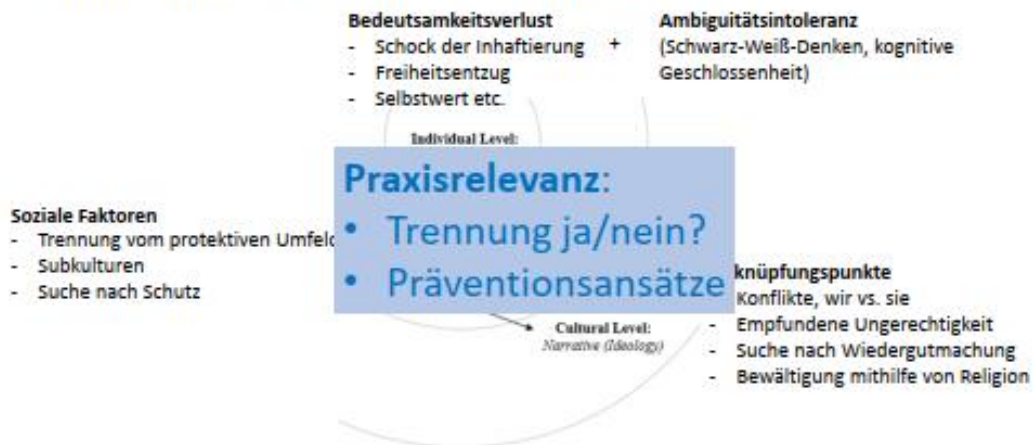 Bedeutsamkeitsverlust
- Schock der Inhaftierung +
- Freiheitsentzug
- Selbstwert etc.
Ambiguitätsintoleranz
(Schwarz-Weiß-Denken, kognitive
Geschlossenheit)
Individual Level:
Praxisrelevanz:
• Trennung ja/nein?
• Präventionsansätze
Soziale Faktoren
- Trennung vom protektiven Umfeld
- Subkulturen
- Suche nach Schutz
knüpfungspunkte
Konflikte, wir vs. sie
- Empfundene Ungerechtigkeit
- Suche nach Wiedergutmachung
- Bewältigung mithilfe von Religion
Cultural Level:
Narrative (Ideology)